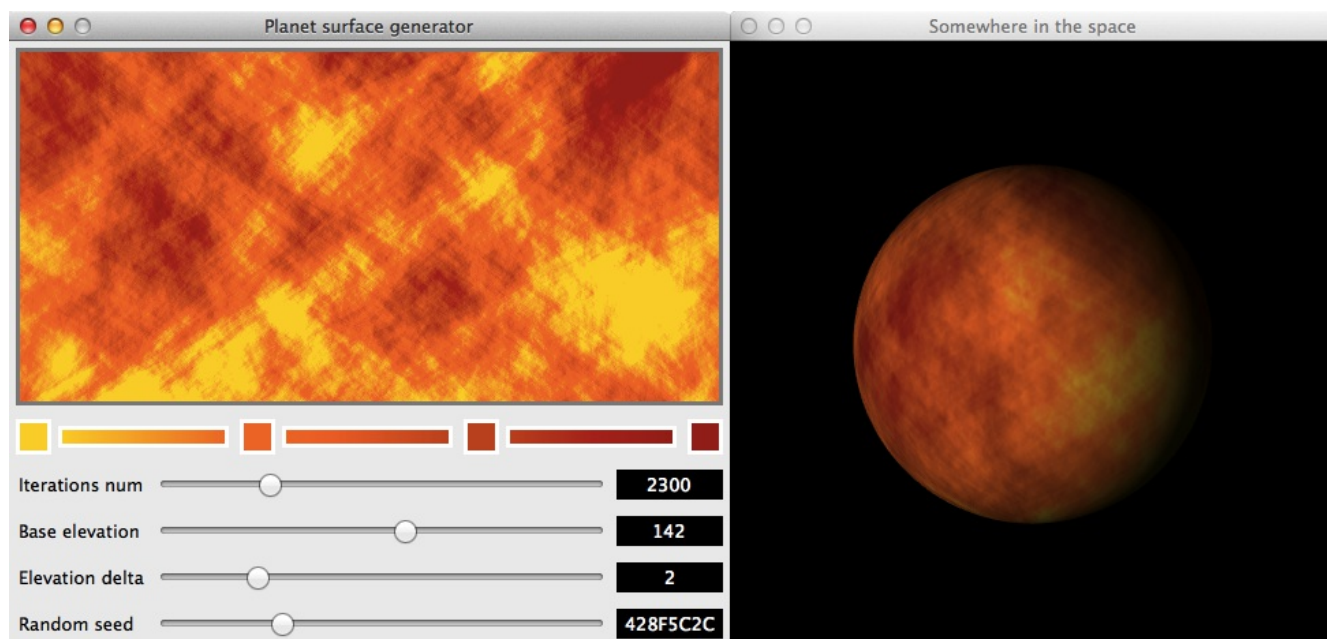 Planet surface generator
Somewhere in the space
Iterations num 2300
Base elevation 142
Elevation delta 2
Random seed 428F5C2C